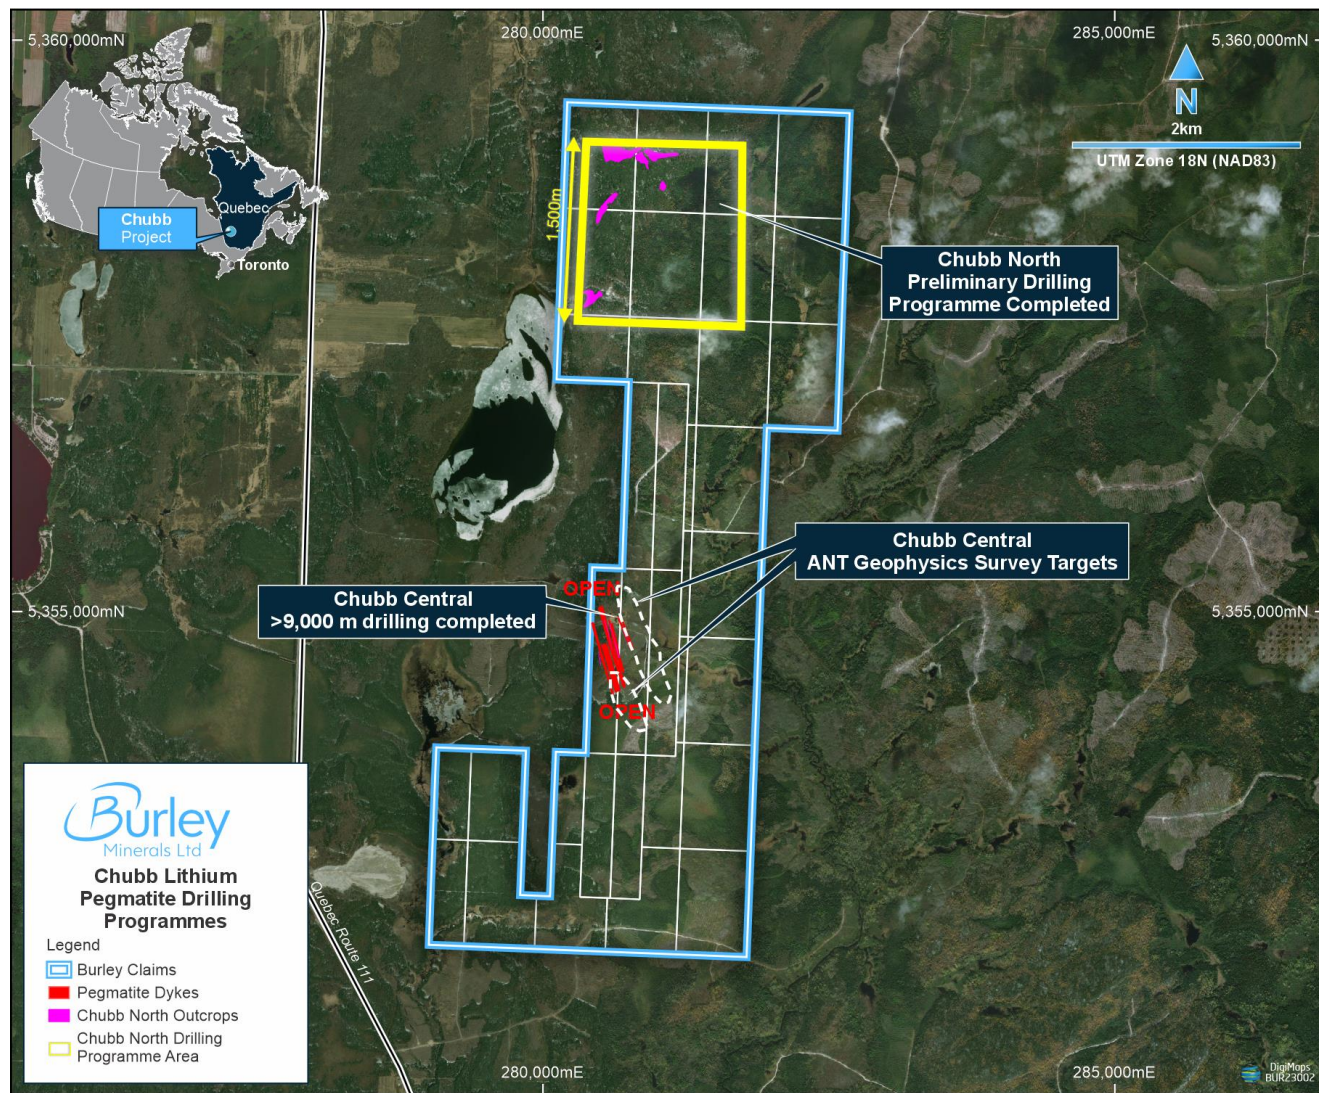 280,000mE
285,000mE
5,360,000mN
5,360,000mN
N
2km
UTM Zone 18N (NAD83)
Quebec
Chubb
Project
Toronto
1,500m
Chubb North
Preliminary Drilling
Programme Completed
Chubb Central
ANT Geophysics Survey Targets
OPEN
Chubb Central
>9,000 m drilling completed
5,355,000mN
5,355,000mN
OPEN
Burley
Minerals Ltd
Chubb Lithium
Pegmatite Drilling
Programmes
Legend
Burley Claims
Pegmatite Dykes
Chubb North Outcrops
Chubb North Drilling
Programme Area
Quebec Route 111
280,000mE
285,000mE
DigiMaps
BUR23002